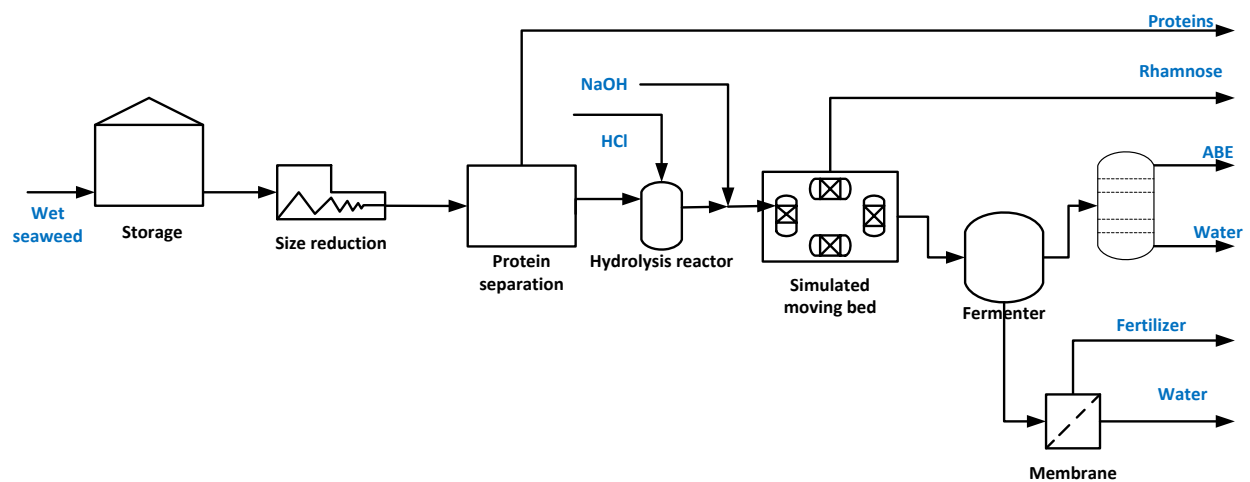 Proteins
Rhamnose
NaOH
HCl
ABE
Wet
seaweed
Storage
Size reduction
Protein
separation
Hydrolysis reactor
Simulated
moving bed
Fermenter
Water
Fertilizer
Water
Membrane